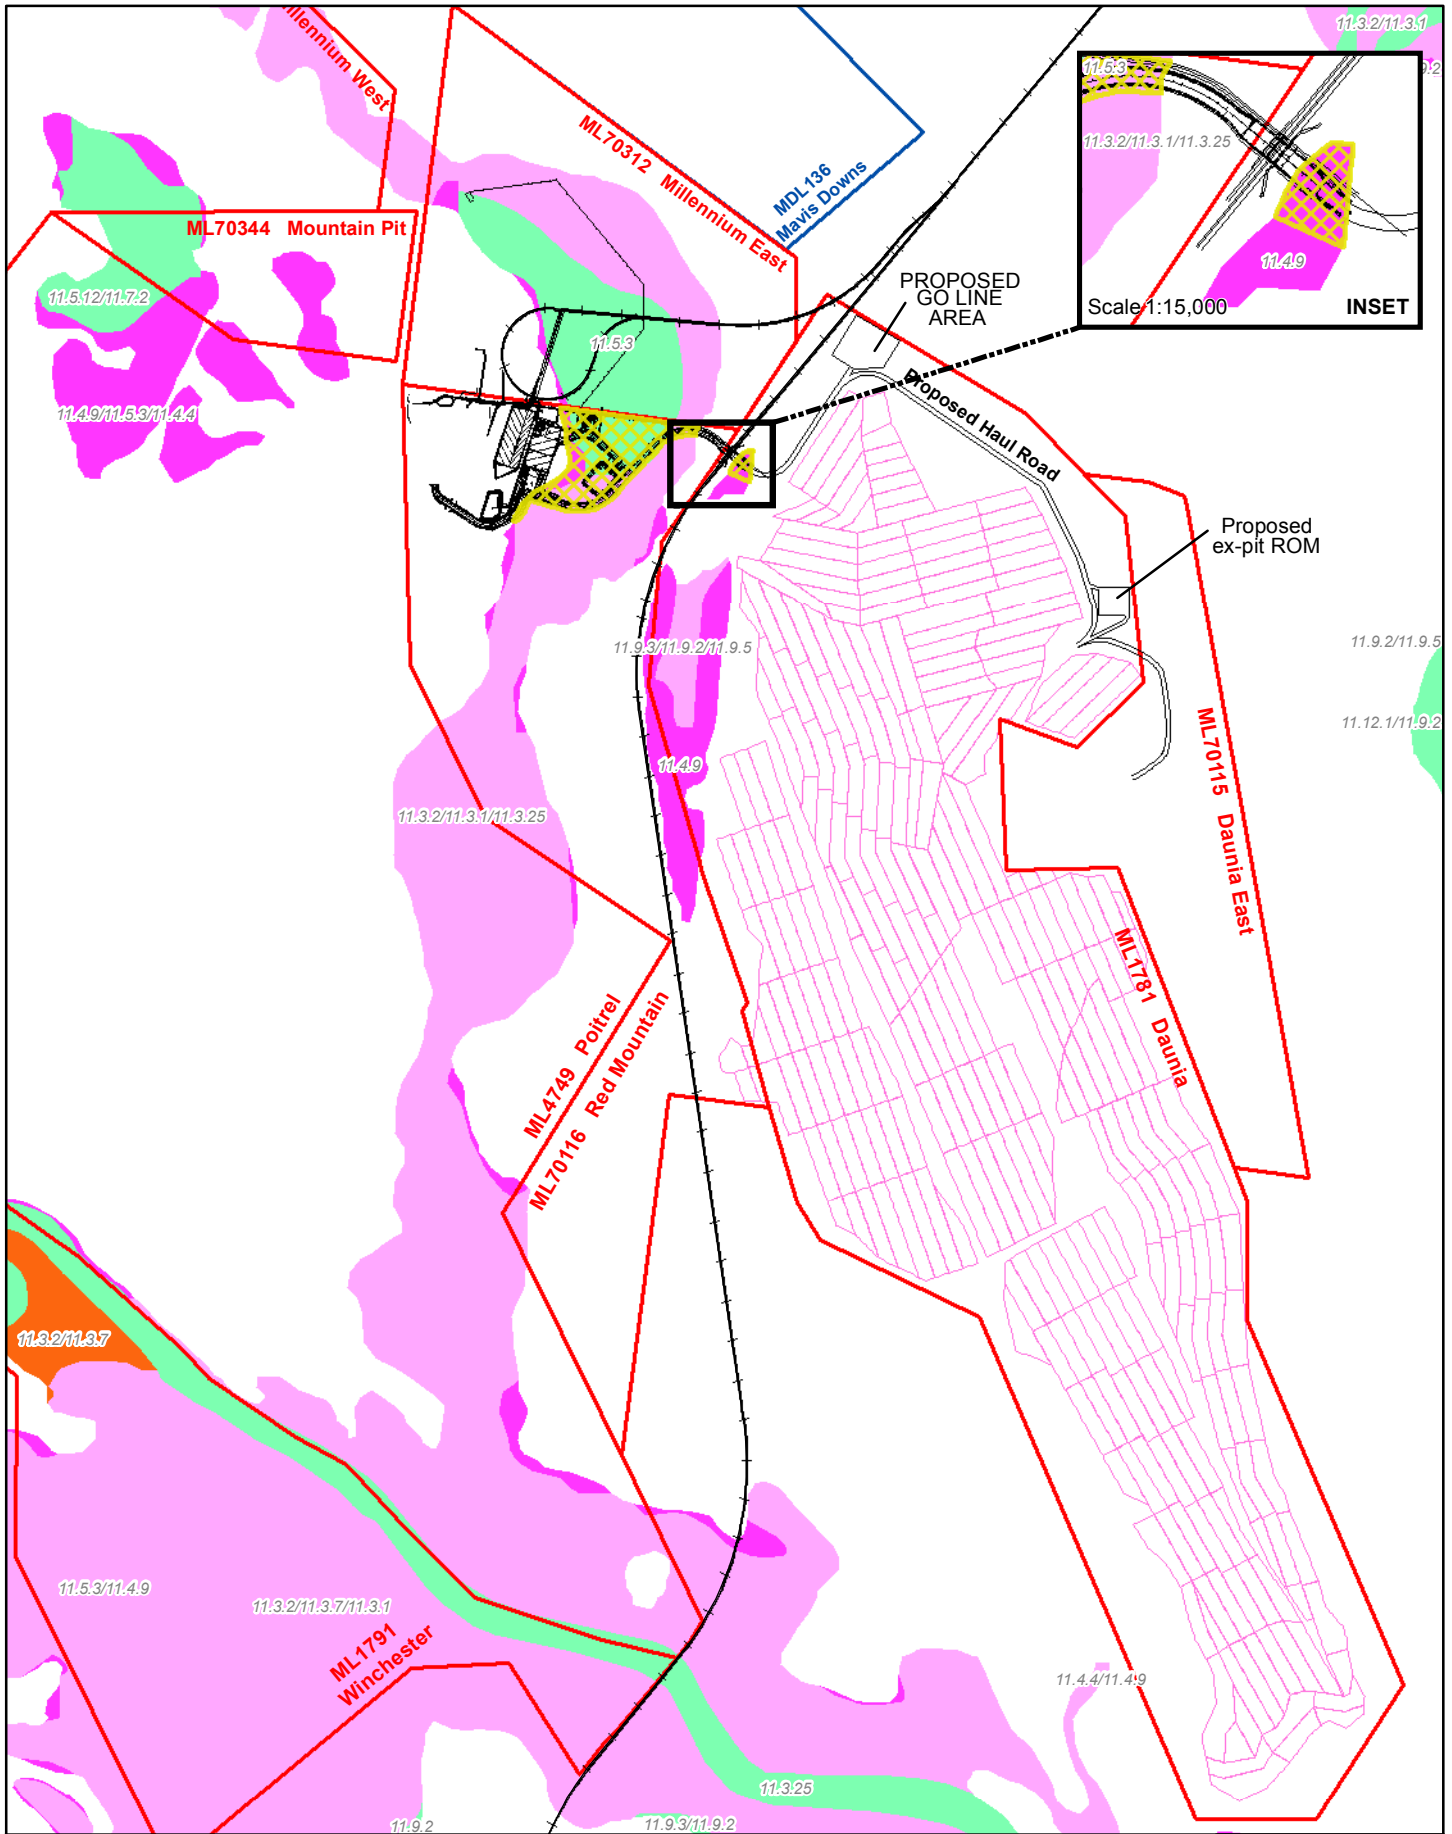 11.3.2/11.3.1
9.2
Millennium West
ML70312 Millennium East
MDL136
Mavis Downs
11.5.3
11.3.2/11.3.1/11.3.25
11.4.9
Scale 1:15,000
INSET
ML70344 Mountain Pit
11.5.12/11.7.2
PROPOSED
GO LINE
AREA
11.5.3
Proposed Haul Road
11.4.9/11.5.3/11.4.4
Proposed
ex-pit ROM
11.9.3/11.9.2/11.9.5
11.9.2/11.9.5
11.12.1/11.9.2
11.4.9
ML70115 Daunia East
11.3.2/11.3.1/11.3.25
ML1781 Daunia
ML4749 Poitrel
ML70116 Red Mountain
11.3.2/11.3.7
11.5.3/11.4.9
11.3.2/11.3.7/11.3.1
ML1791
Winchester
11.4.4/11.4.9
11.3.25
11.9.2
11.9.3/11.9.2